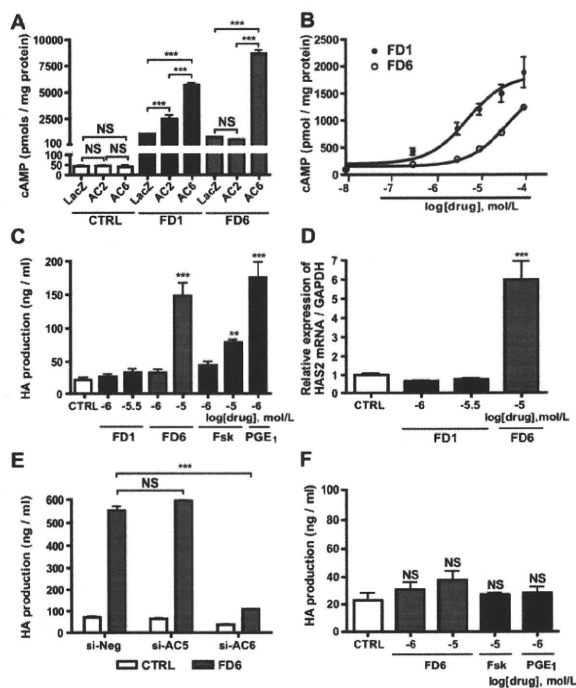 A
cAMP (pmols / mg protein)
10000
7500
5000
2500
100
100
50
0
NS
NS NS
***
***
***
***
***
NS
LacZ AC2 AC6 LacZ AC2 AC6 LacZ AC2 AC6
CTRL FD1 FD6
B
cAMP (pmol / mg protein)
2500
2000
1500
1000
500
0
FD1
FD6
-8 -7 -6 -5 -4
log[drug], mol/L
C
HA production (ng / ml)
200
150
100
50
0
***
**
***
CTRL -6 -5.5 -6 -5 -6 -5 -6
log[drug], mol/L
FD1 FD6 Fsk PGE1
D
Relative expression of
HAS2 mRNA / GAPDH
7
6
5
4
3
2
1
0
***
CTRL -6 -5.5 -5
log[drug],mol/L
FD1 FD6
E
HA production (ng / ml)
600
500
400
300
200
100
0
***
NS
si-Neg si-AC5 si-AC6
CTRL FD6
F
HA production (ng / ml)
100
80
60
40
20
0
NS NS NS NS
CTRL -6 -5 -5 -6
FD6 Fsk PGE1
log[drug], mol/L